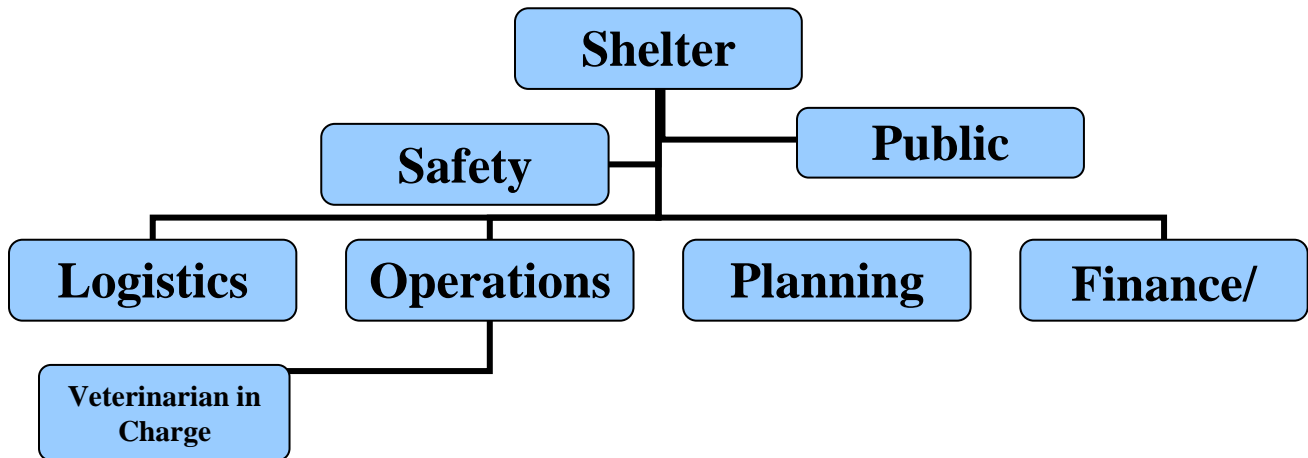 Shelter
Public
Safety
Logistics
Operations
Planning
Finance/
Veterinarian in
Charge